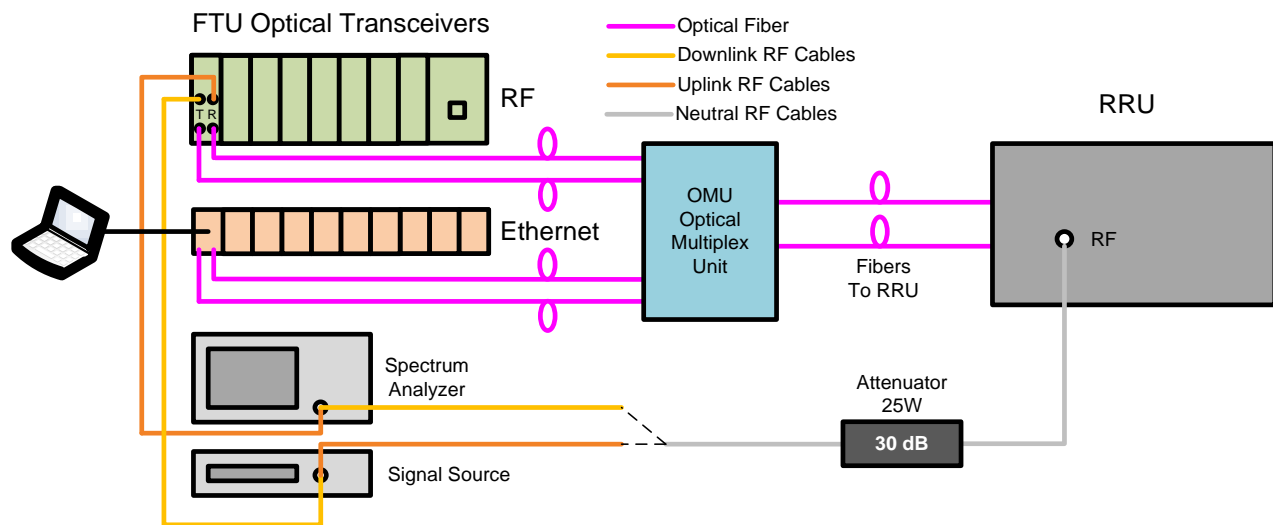 FTU Optical Transceivers
Optical Fiber
Downlink RF Cables
Uplink RF Cables
Neutral RF Cables
RF
T R
RRU
OMU
Optical
Multiplex
Unit
Ethernet
RF
Fibers
To RRU
Spectrum
Analyzer
Attenuator
25W
30 dB
Signal Source